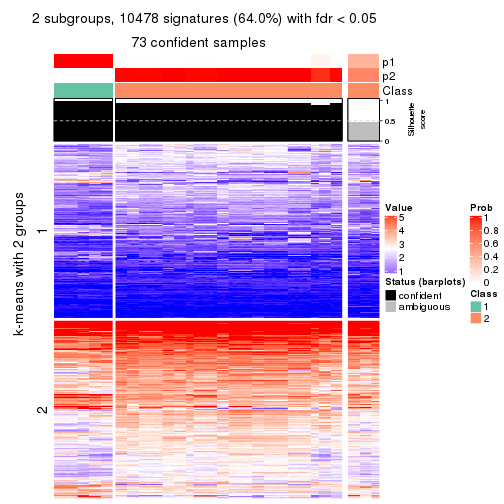 2 subgroups, 10478 signatures (64.0%) with fdr < 0.05
73 confident samples
p1
p2
Class
1
0.5
0
Silhouette
score
k-means with 2 groups
1
2
Value
5
4
3
2
1
Status (barplots)
confident
ambiguous
Prob
1
0.8
0.6
0.4
0.2
0
Class
1
2